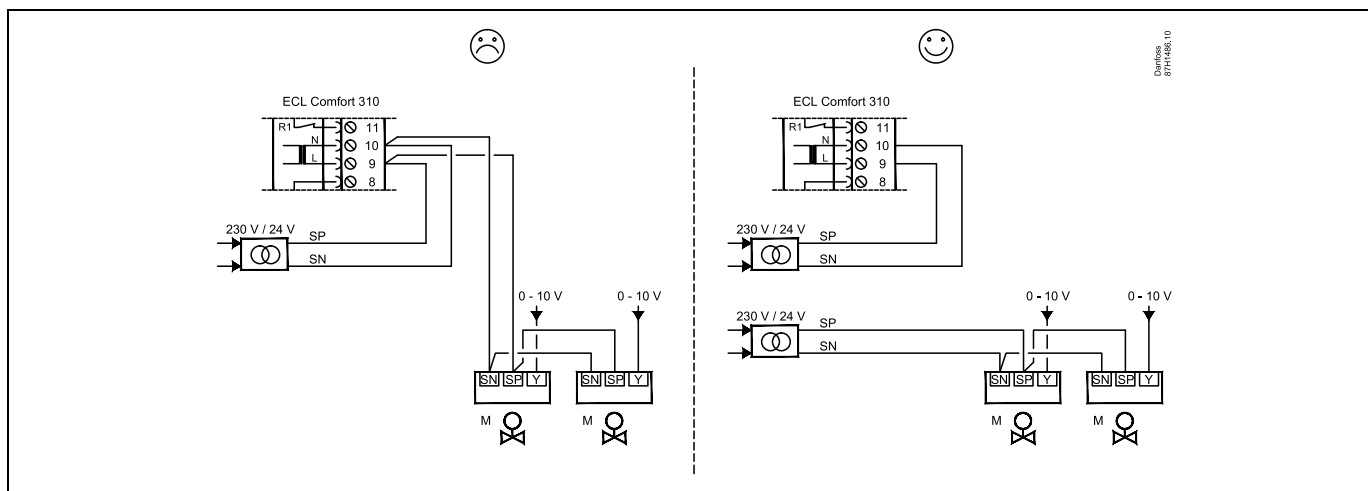 Danfoss
87H1486.10
ECL Comfort 310
R1
11
N
10
L
9
8
230 V / 24 V
SP
SN
0 - 10 V
0 - 10 V
SN SP Y
SN SP Y
M
M
ECL Comfort 310
R1
11
N
10
L
9
8
230 V / 24 V
SP
SN
0 - 10 V
0 - 10 V
230 V / 24 V
SP
SN
SN SP Y
SN SP Y
M
M